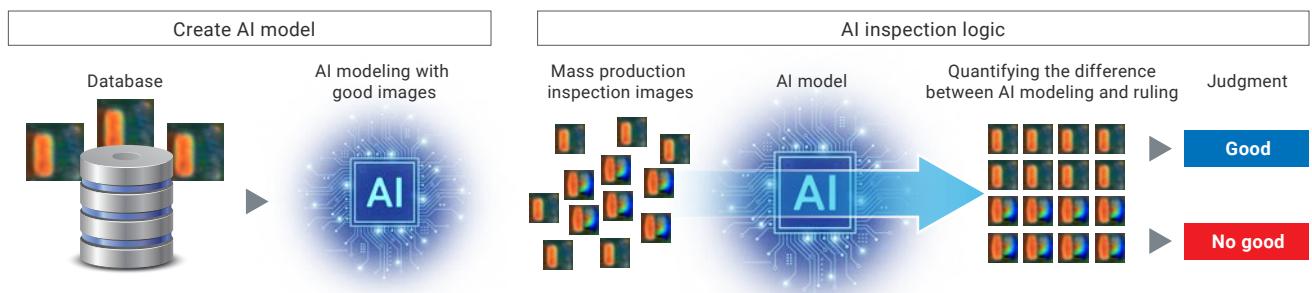 Create AI model
AI inspection logic
Database
AI modeling with
good images
Mass production
inspection images
AI model
Quantifying the difference
between AI modeling and ruling
Judgment
AI
AI
Good
No good